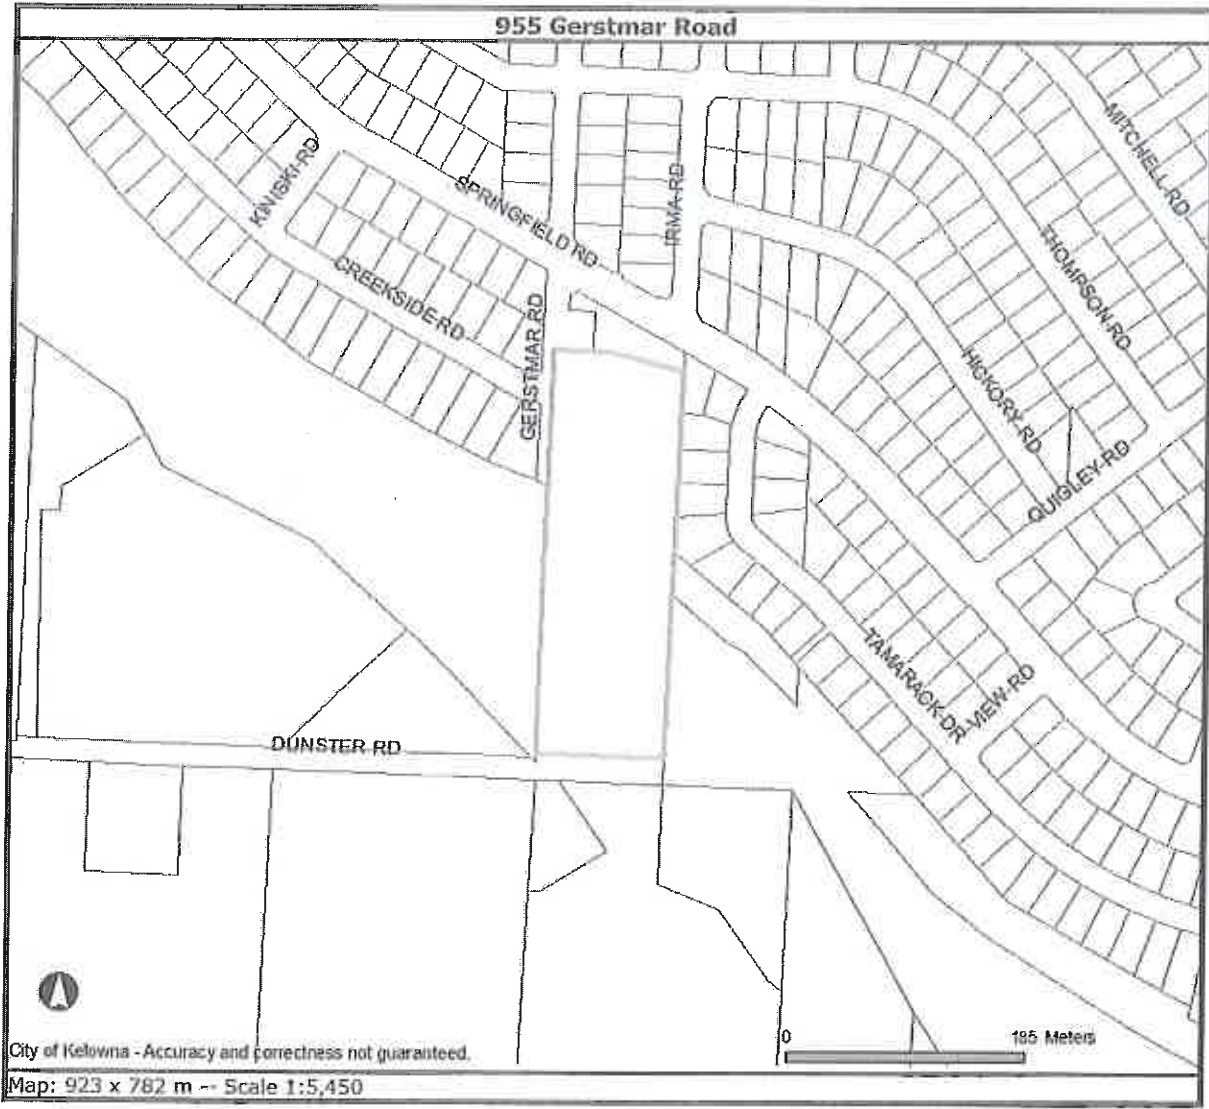 955 Gerstmar Road
MITCHELL-RD
KINSKI-RD
IRMA-RD
SPRINGFIELD RD
THOMPSON-RD
CREEKSIDE-RD
GERSTMAR RD
HICKORY-RD
QUIGLEY-RD
TAMARACK-DR
VIEW-RD
DUNSTER RD
0 185 Meters
City of Kelowna - Accuracy and correctness not guaranteed.
Map: 923 x 782 m -- Scale 1:5,450